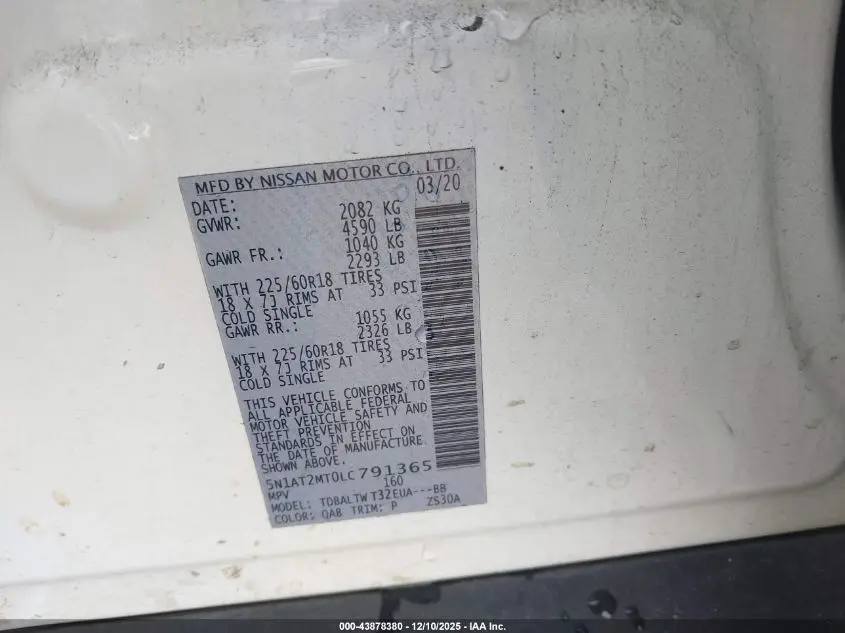 MFD BY NISSAN MOTOR CO., LTD.
DATE: 03/20
GVWR: 2082 KG
4590 LB
GAWR FR.: 1040 KG
2293 LB
WITH 225/60R18 TIRES
18 X 7J RIMS AT 33 PSI
COLD SINGLE
GAWR RR.: 1055 KG
2326 LB
WITH 225/60R18 TIRES
18 X 7J RIMS AT 33 PSI
COLD SINGLE
THIS VEHICLE CONFORMS TO
ALL APPLICABLE FEDERAL
MOTOR VEHICLE SAFETY AND
THEFT PREVENTION
STANDARDS IN EFFECT ON
THE DATE OF MANUFACTURE
SHOWN ABOVE.
5N1AT2MT0LC791365
MPV 160
MODEL: TDBALTW T32EUA---BB
COLOR: QAB TRIM: P ZS30A
000-43878380 - 12/10/2025 - IAA Inc.